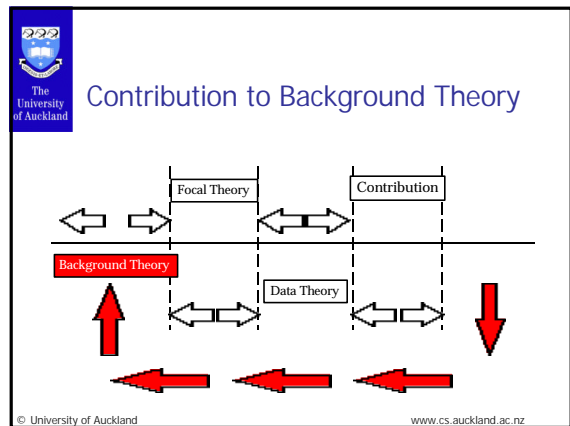 The
University
of Auckland
Contribution to Background Theory
Focal Theory
Contribution
Background Theory
Data Theory
© University of Auckland
www.cs.auckland.ac.nz